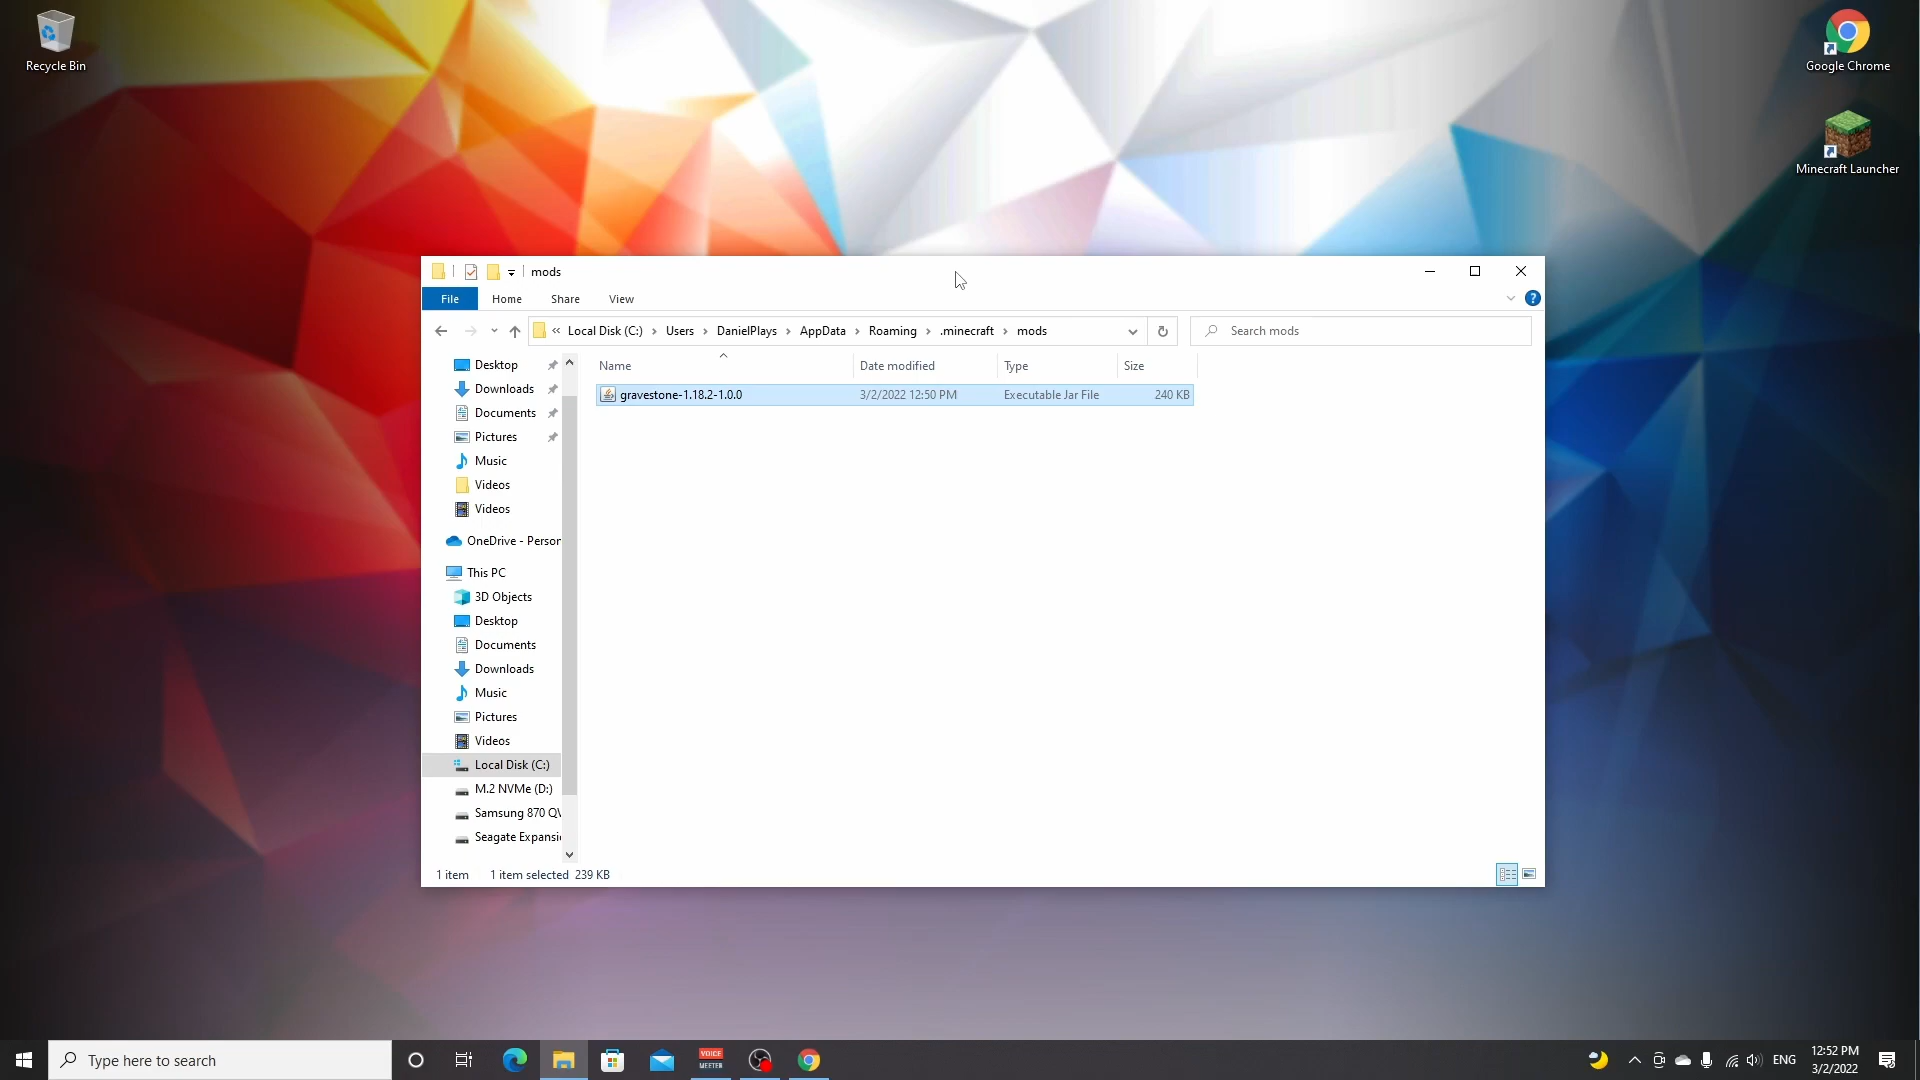 Recycle Bin
Google Chrome
Minecraft Launcher
mods
File Home Share View
« Local Disk (C:) › Users › DanielPlays › AppData › Roaming › .minecraft › mods
Search mods
Name Date modified Type Size
gravestone-1.18.2-1.0.0 3/2/2022 12:50 PM Executable Jar File 240 KB
Desktop
Downloads
Documents
Pictures
Music
Videos
Videos
OneDrive - Person
This PC
3D Objects
Desktop
Documents
Downloads
Music
Pictures
Videos
Local Disk (C:)
M.2 NVMe (D:)
Samsung 870 QV
Seagate Expansi
1 item 1 item selected 239 KB
Type here to search
VOICE
MEETER
ENG
12:52 PM
3/2/2022